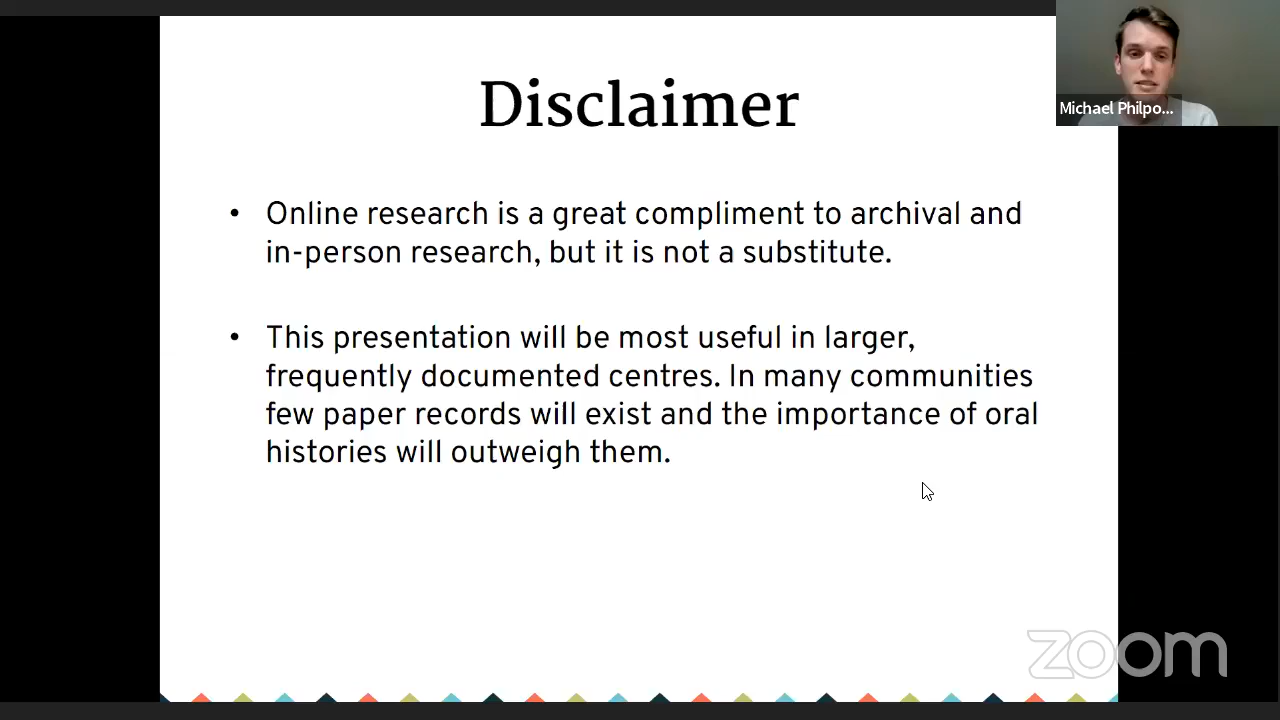 Disclaimer
Michael Philpo...
• Online research is a great compliment to archival and
in-person research, but it is not a substitute.
• This presentation will be most useful in larger,
frequently documented centres. In many communities
few paper records will exist and the importance of oral
histories will outweigh them.
zoom